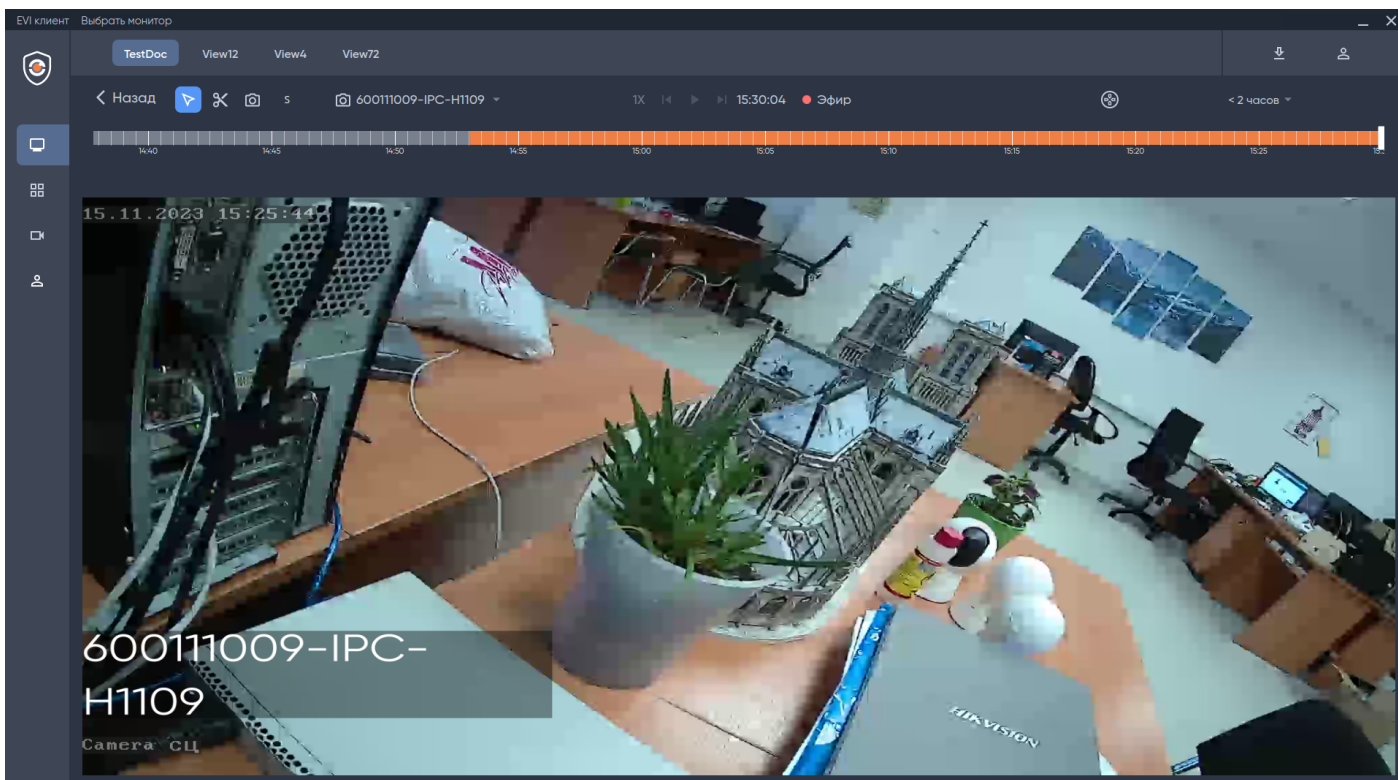 EVI клиент Выбрать монитор
TestDoc View12 View4 View72
Назад S 600111009-IPC-H1109 1X 15:30:04 Эфир < 2 часов
14:40 14:45 14:50 14:55 15:00 15:05 15:10 15:15 15:20 15:25
15.11.2023 15:25:44
600111009-IPC-
H1109
HIKVISION
Camera СЦ